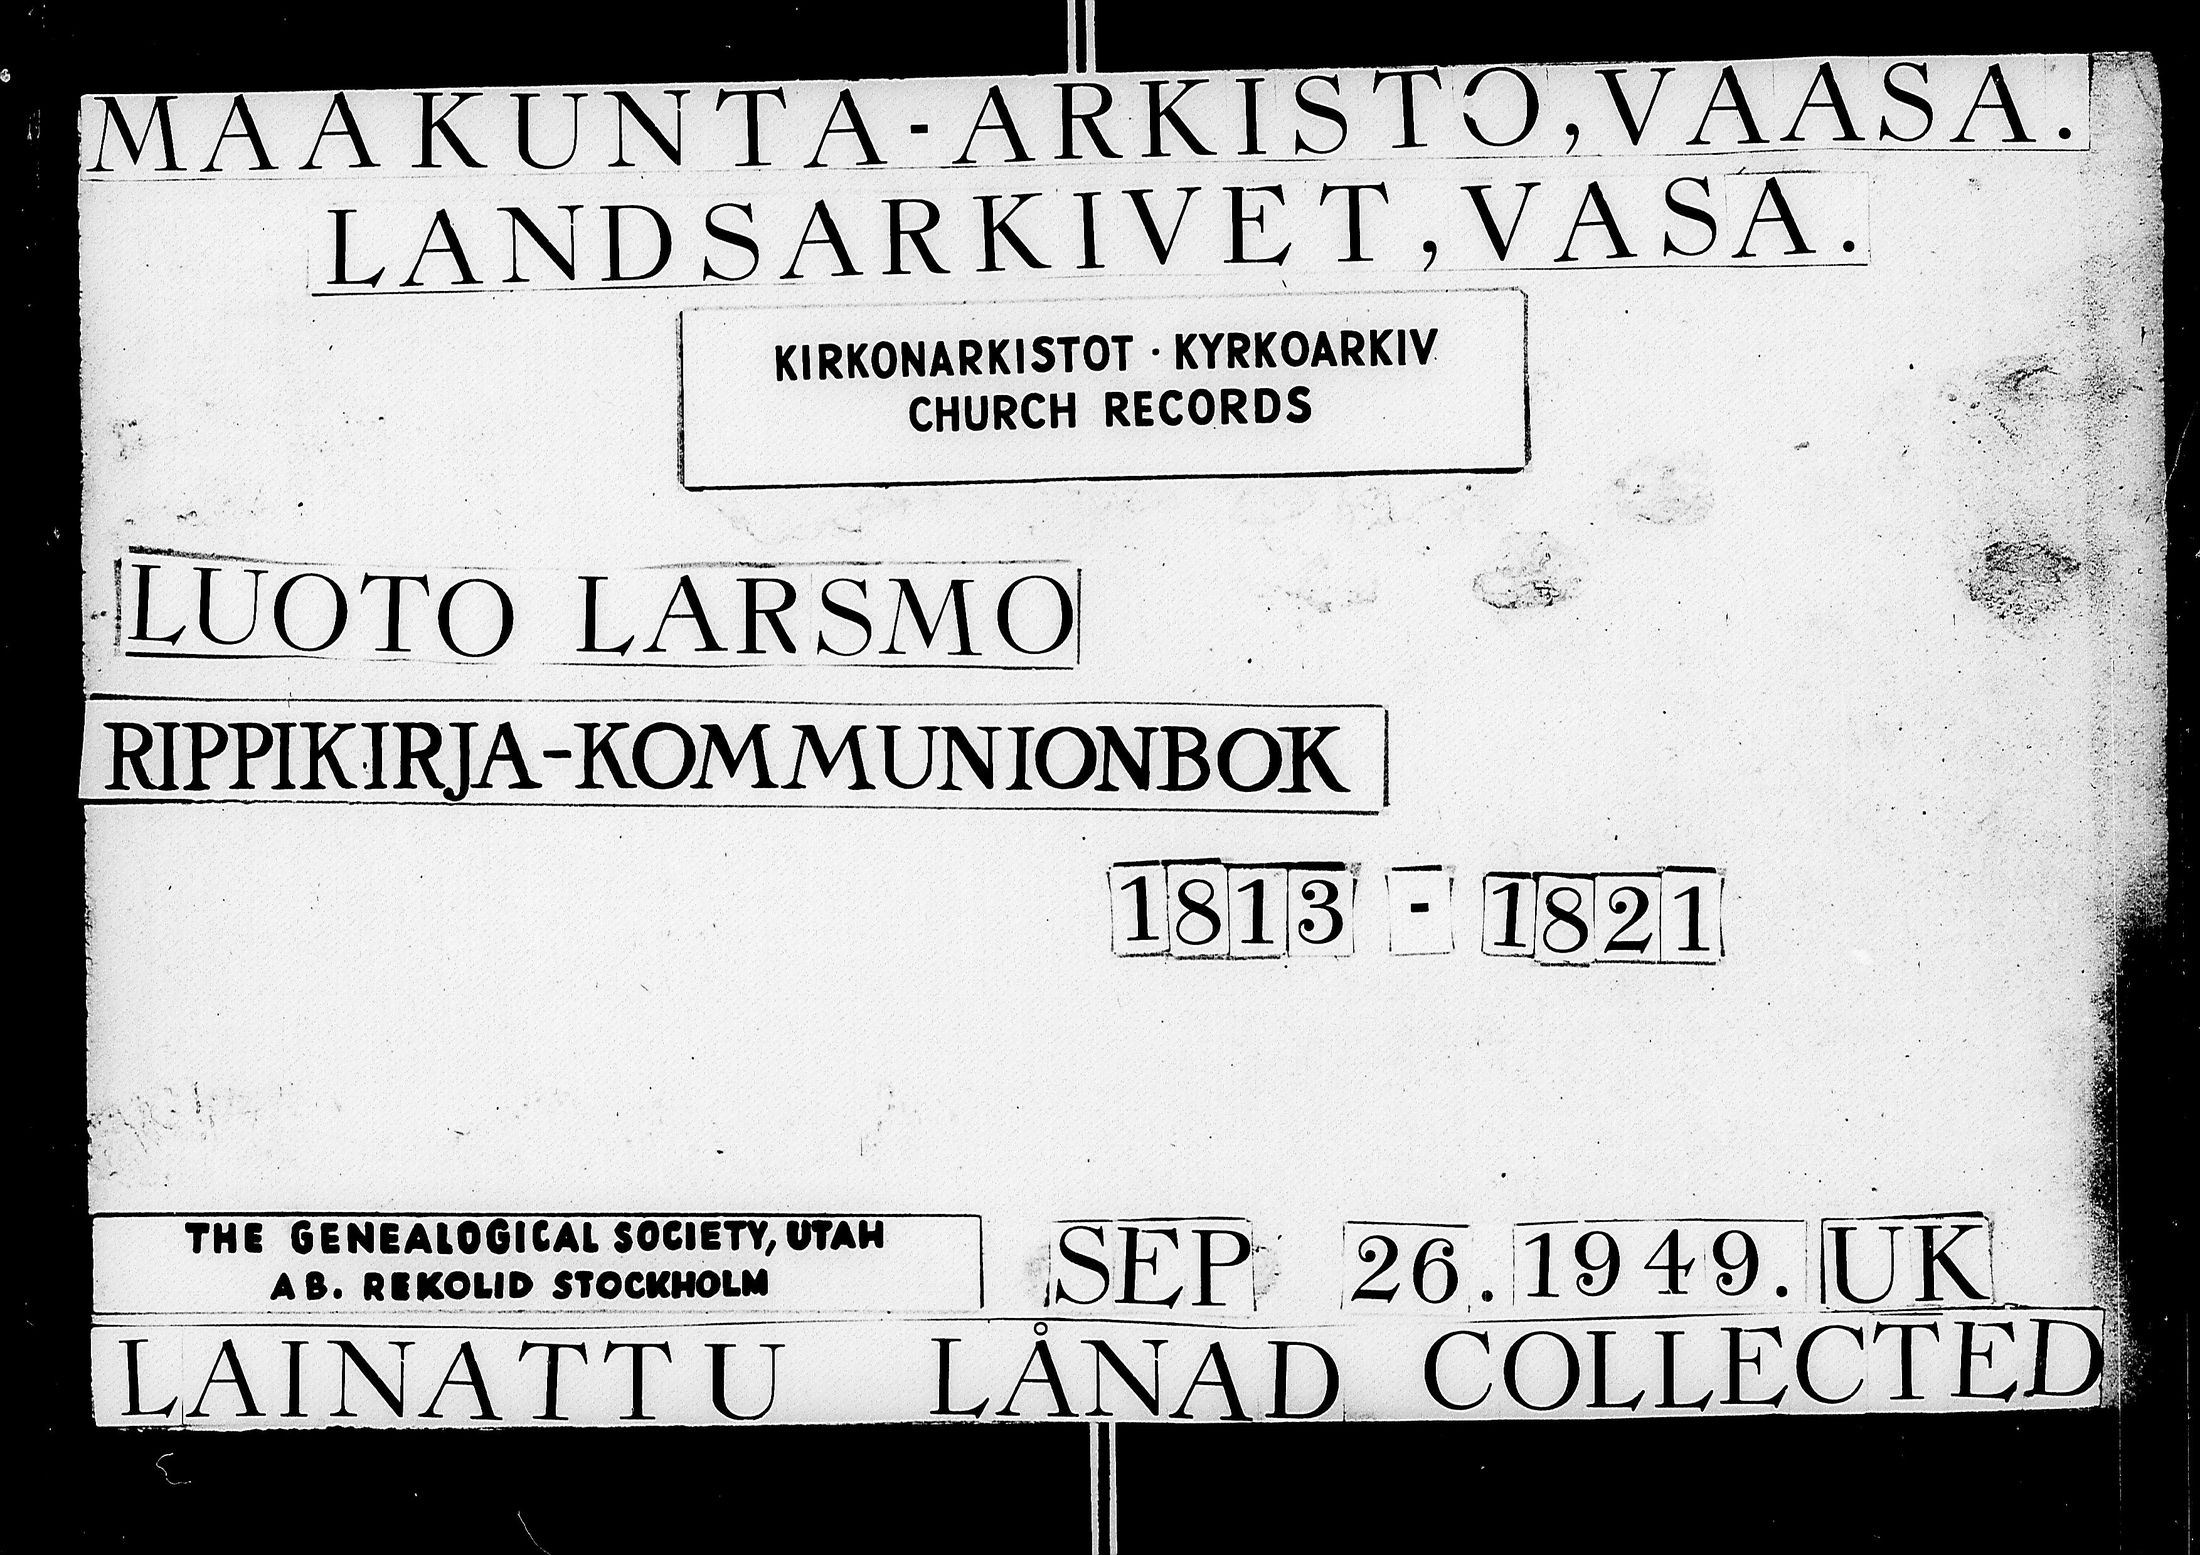 MAAKUNTA-ARKISTO, VAASA.
LANDSARKIVET, VASA.
KIRKONARKISTOT · KYRKOARKIV
CHURCH RECORDS
LUOTO LARSMO
RIPPIKIRJA-KOMMUNIONBOK
1813 - 1821
THE GENEALOGICAL SOCIETY, UTAH
AB. REKOLID STOCKHOLM
SEP 26. 1949. UK
LAINATTU LÅNAD COLLECTED